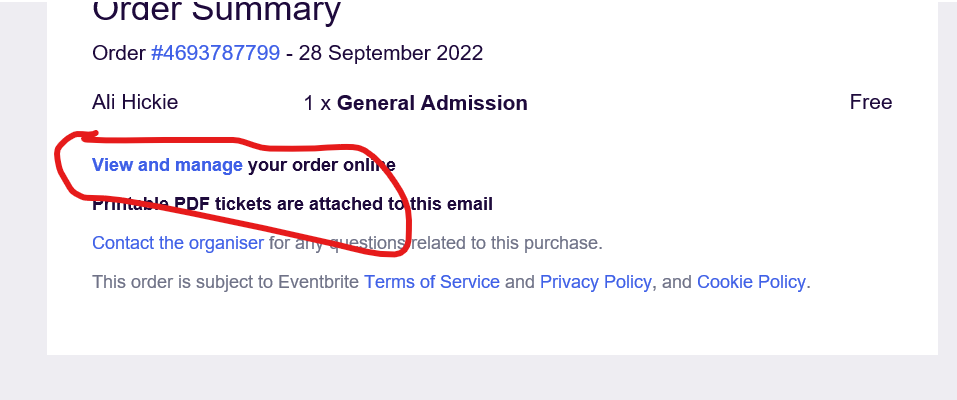 Order Summary
Order #4693787799 - 28 September 2022
Ali Hickie 1 x General Admission Free
View and manage your order online
Printable PDF tickets are attached to this email
Contact the organiser for any questions related to this purchase.
This order is subject to Eventbrite Terms of Service and Privacy Policy, and Cookie Policy.